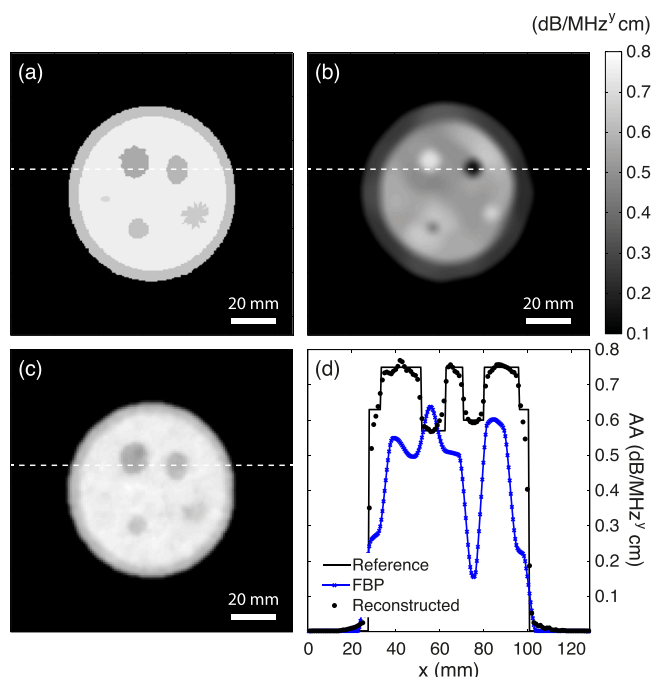 (dB/MHz^y cm)
(a)
(b)
0.8
0.7
0.6
0.5
0.4
0.3
0.2
0.1
20 mm
20 mm
(c)
(d)
20 mm
0.8
0.7
0.6
0.5
0.4
0.3
0.2
0.1
AA (dB/MHz^y cm)
Reference
FBP
Reconstructed
0 20 40 60 80 100 120
x (mm)